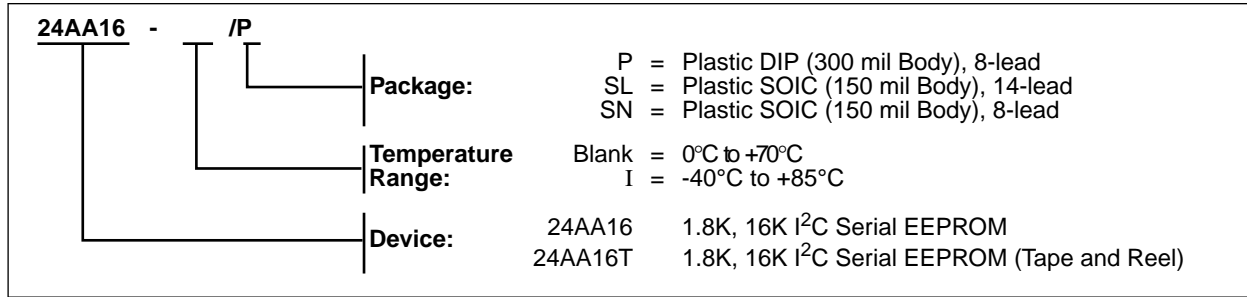 24AA16 - /P
Package: P = Plastic DIP (300 mil Body), 8-lead
SL = Plastic SOIC (150 mil Body), 14-lead
SN = Plastic SOIC (150 mil Body), 8-lead
Temperature Range: Blank = 0°C to +70°C
I = -40°C to +85°C
Device: 24AA16 1.8K, 16K I²C Serial EEPROM
24AA16T 1.8K, 16K I²C Serial EEPROM (Tape and Reel)